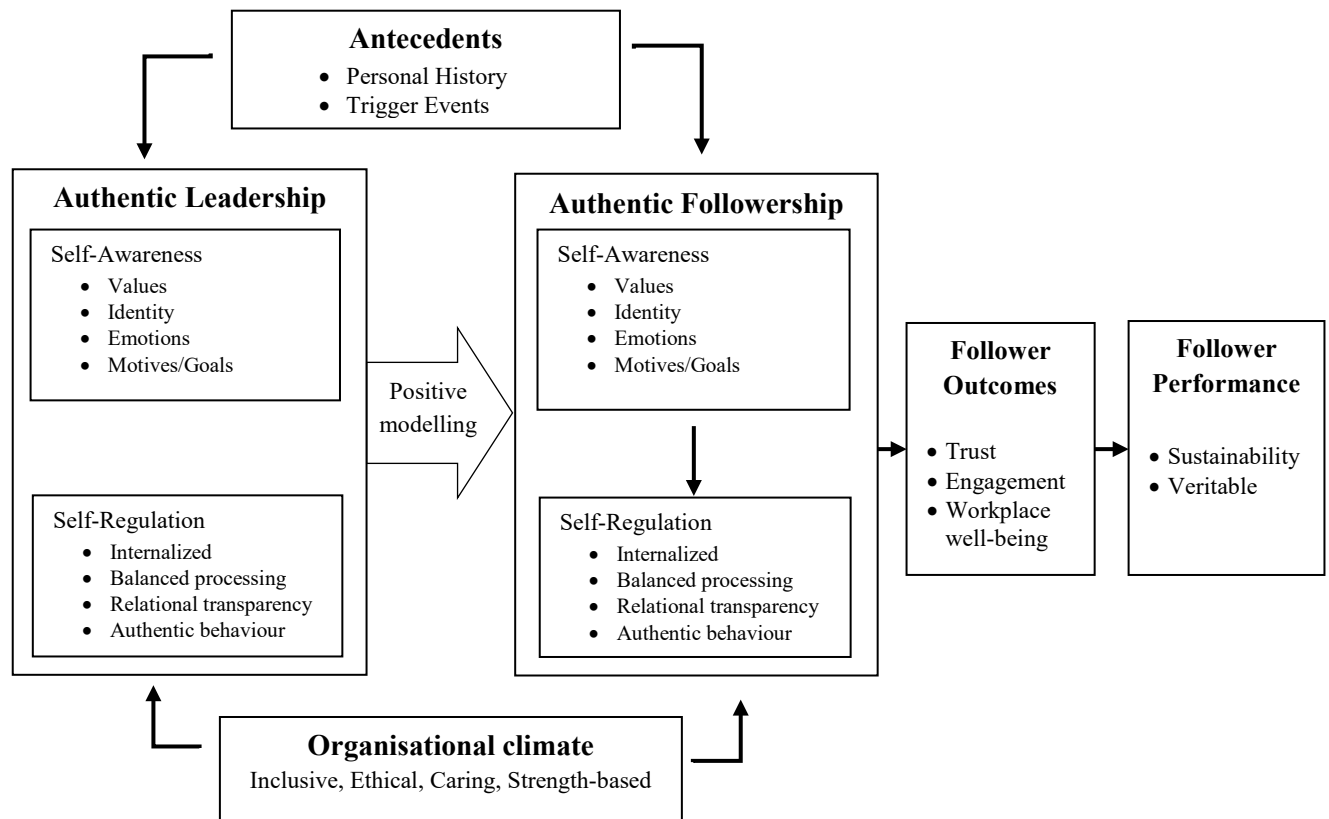 Antecedents
• Personal History
• Trigger Events
Authentic Leadership
Self-Awareness
• Values
• Identity
• Emotions
• Motives/Goals
Self-Regulation
• Internalized
• Balanced processing
• Relational transparency
• Authentic behaviour
Positive
modelling
Authentic Followership
Self-Awareness
• Values
• Identity
• Emotions
• Motives/Goals
Self-Regulation
• Internalized
• Balanced processing
• Relational transparency
• Authentic behaviour
Follower
Outcomes
• Trust
• Engagement
• Workplace
well-being
Follower
Performance
• Sustainability
• Veritable
Organisational climate
Inclusive, Ethical, Caring, Strength-based